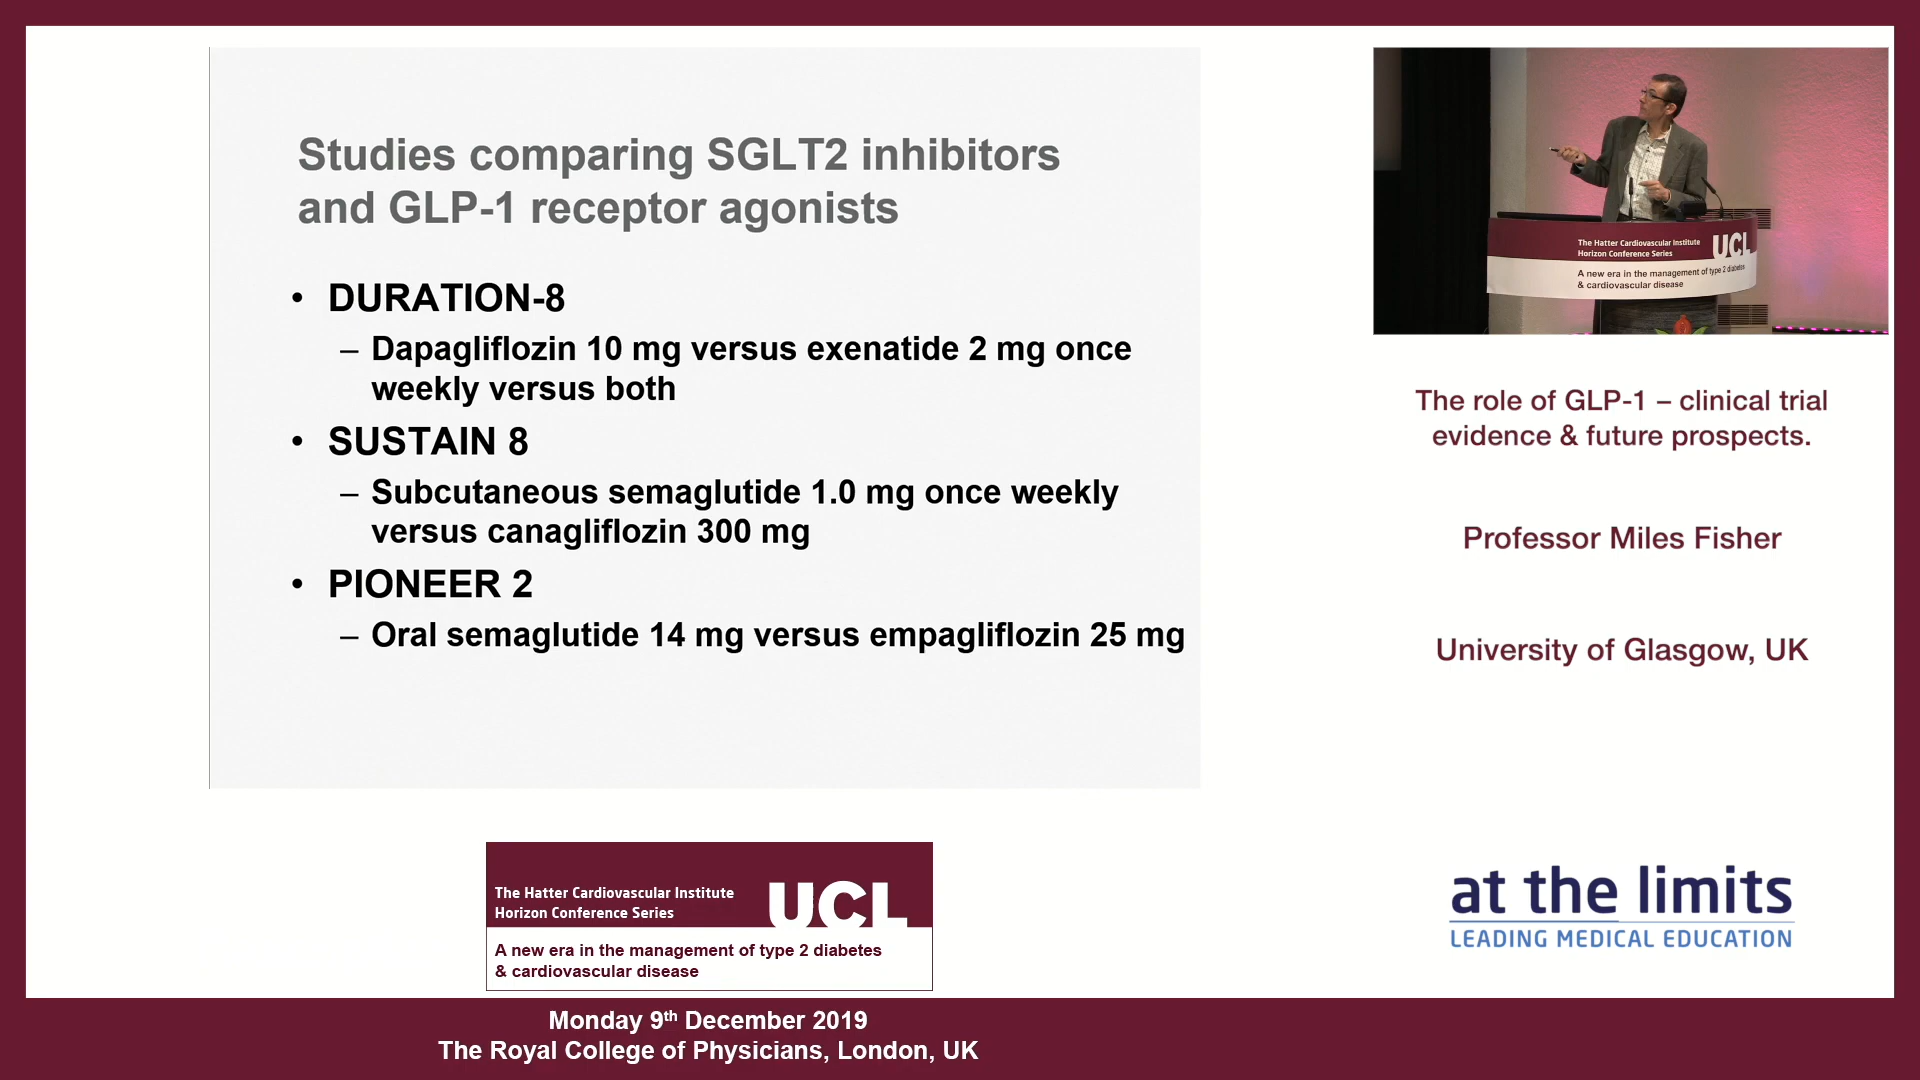 Studies comparing SGLT2 inhibitors
and GLP-1 receptor agonists
• DURATION-8
– Dapagliflozin 10 mg versus exenatide 2 mg once
weekly versus both
• SUSTAIN 8
– Subcutaneous semaglutide 1.0 mg once weekly
versus canagliflozin 300 mg
• PIONEER 2
– Oral semaglutide 14 mg versus empagliflozin 25 mg
The Hatter Cardiovascular Institute
Horizon Conference Series
UCL
A new era in the management of type 2 diabetes
& cardiovascular disease
The role of GLP-1 – clinical trial
evidence & future prospects.
Professor Miles Fisher
University of Glasgow, UK
The Hatter Cardiovascular Institute
Horizon Conference Series
UCL
A new era in the management of type 2 diabetes
& cardiovascular disease
at the limits
LEADING MEDICAL EDUCATION
Monday 9th December 2019
The Royal College of Physicians, London, UK